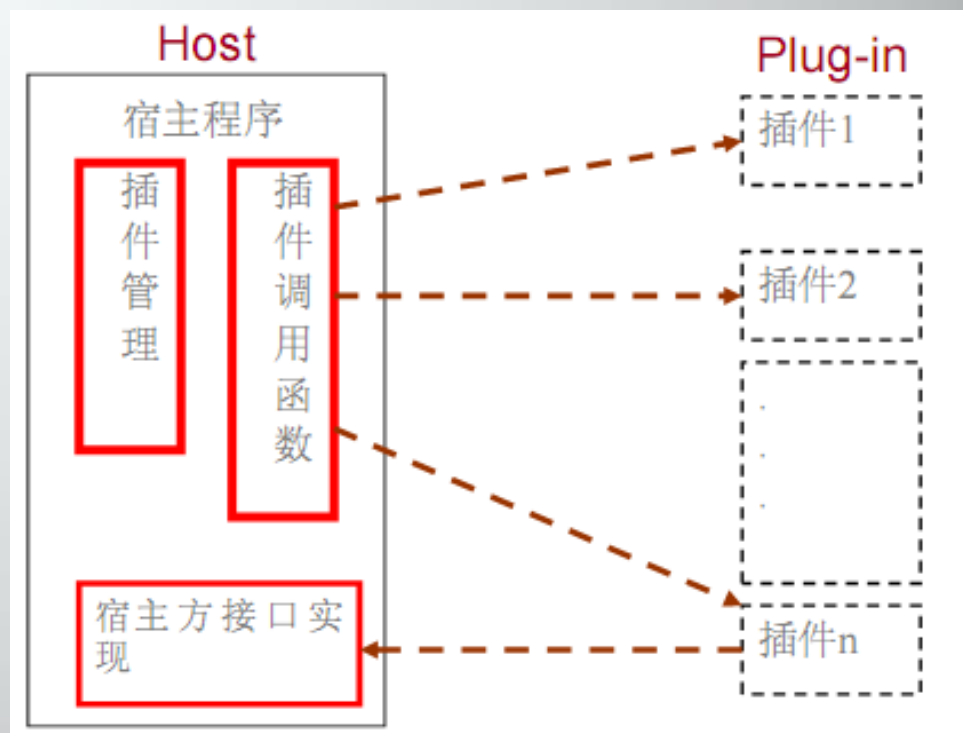 Host
宿主程序
插件管理
插件调用函数
宿主方接口实
现
Plug-in
插件1
插件2
.
.
.
插件n